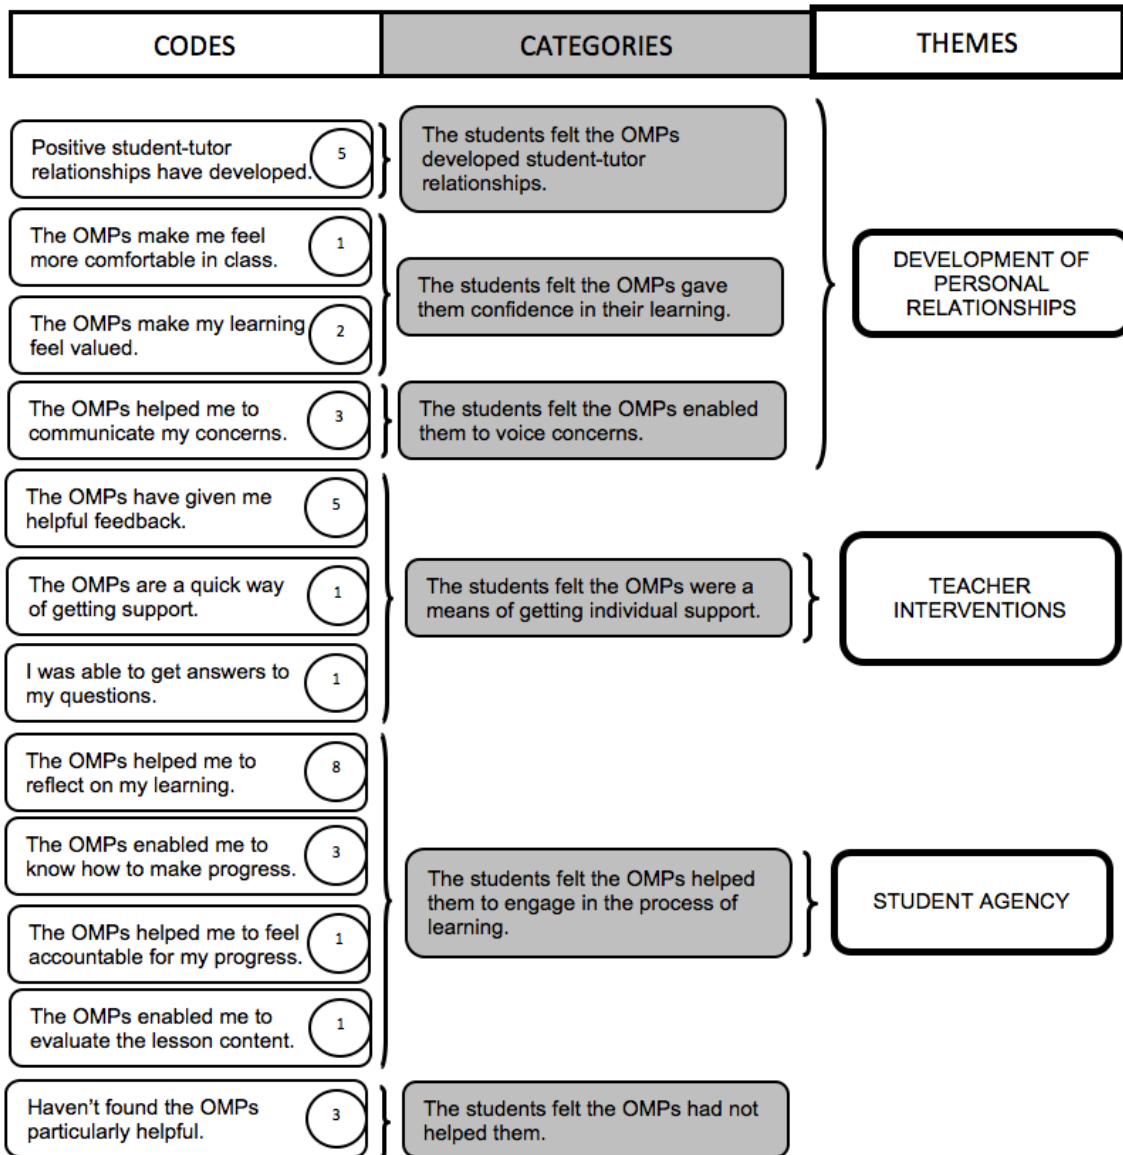 CODES
CATEGORIES
THEMES
Positive student-tutor
relationships have developed.
5
The students felt the OMPs
developed student-tutor
relationships.
The OMPs make me feel
more comfortable in class.
1
The OMPs make my learning
feel valued.
2
The students felt the OMPs gave
them confidence in their learning.
The OMPs helped me to
communicate my concerns.
3
The students felt the OMPs enabled
them to voice concerns.
DEVELOPMENT OF
PERSONAL
RELATIONSHIPS
The OMPs have given me
helpful feedback.
5
The OMPs are a quick way
of getting support.
1
I was able to get answers to
my questions.
1
The students felt the OMPs were a
means of getting individual support.
TEACHER
INTERVENTIONS
The OMPs helped me to
reflect on my learning.
8
The OMPs enabled me to
know how to make progress.
3
The OMPs helped me to feel
accountable for my progress.
1
The OMPs enabled me to
evaluate the lesson content.
1
The students felt the OMPs helped
them to engage in the process of
learning.
STUDENT AGENCY
Haven't found the OMPs
particularly helpful.
3
The students felt the OMPs had not
helped them.